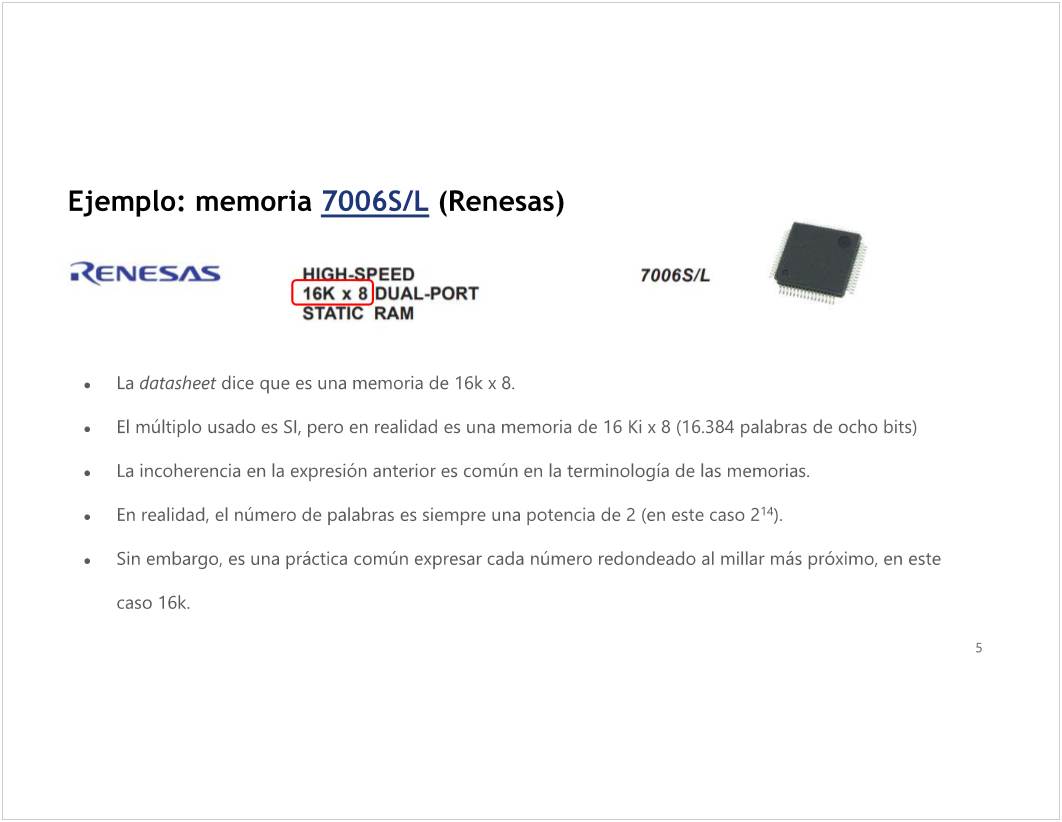 Ejemplo: memoria 7006S/L (Renesas)
RENESAS
HIGH-SPEED
16K x 8 DUAL-PORT
STATIC RAM
7006S/L
● La datasheet dice que es una memoria de 16k x 8.
● El múltiplo usado es SI, pero en realidad es una memoria de 16 Ki x 8 (16.384 palabras de ocho bits)
● La incoherencia en la expresión anterior es común en la terminología de las memorias.
● En realidad, el número de palabras es siempre una potencia de 2 (en este caso 2¹⁴).
● Sin embargo, es una práctica común expresar cada número redondeado al millar más próximo, en este
caso 16k.
5